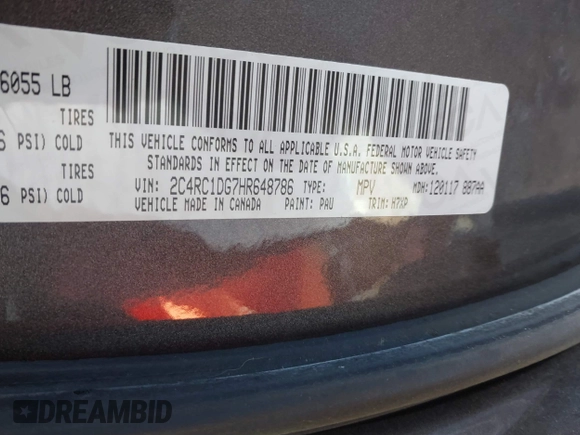 6055 LB
TIRES
PSI) COLD
TIRES
6 PSI) COLD
THIS VEHICLE CONFORMS TO ALL APPLICABLE U.S.A. FEDERAL MOTOR VEHICLE SAFETY
STANDARDS IN EFFECT ON THE DATE OF MANUFACTURE SHOWN ABOVE.
VIN: 2C4RC1DG7HR648786 TYPE: MPV MDH: 120117
VEHICLE MADE IN CANADA PAINT: PAU TRIM: H7XP
DREAMBID